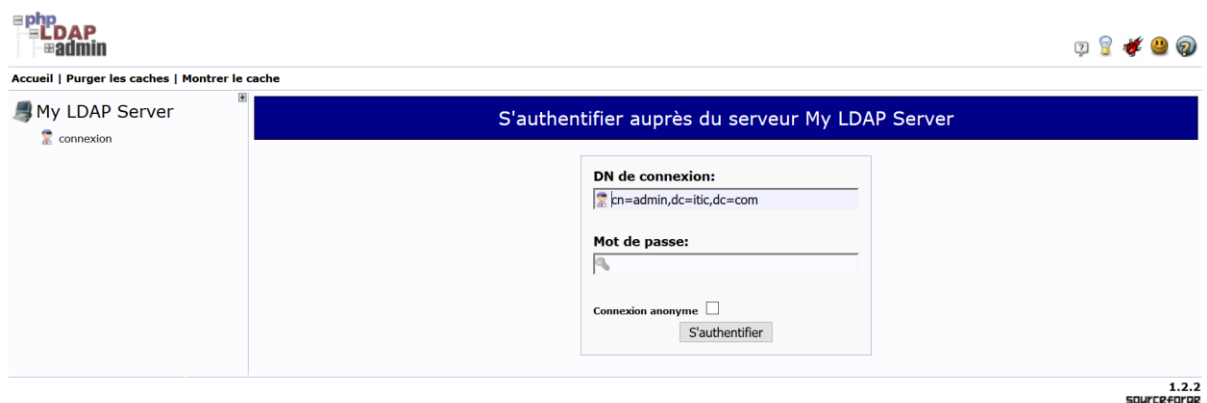 php
LDAP
admin
Accueil | Purger les caches | Montrer le cache
My LDAP Server
connexion
S'authentifier auprès du serveur My LDAP Server
DN de connexion:
cn=admin,dc=itic,dc=com
Mot de passe:
Connexion anonyme
S'authentifier
1.2.2
sourceforge